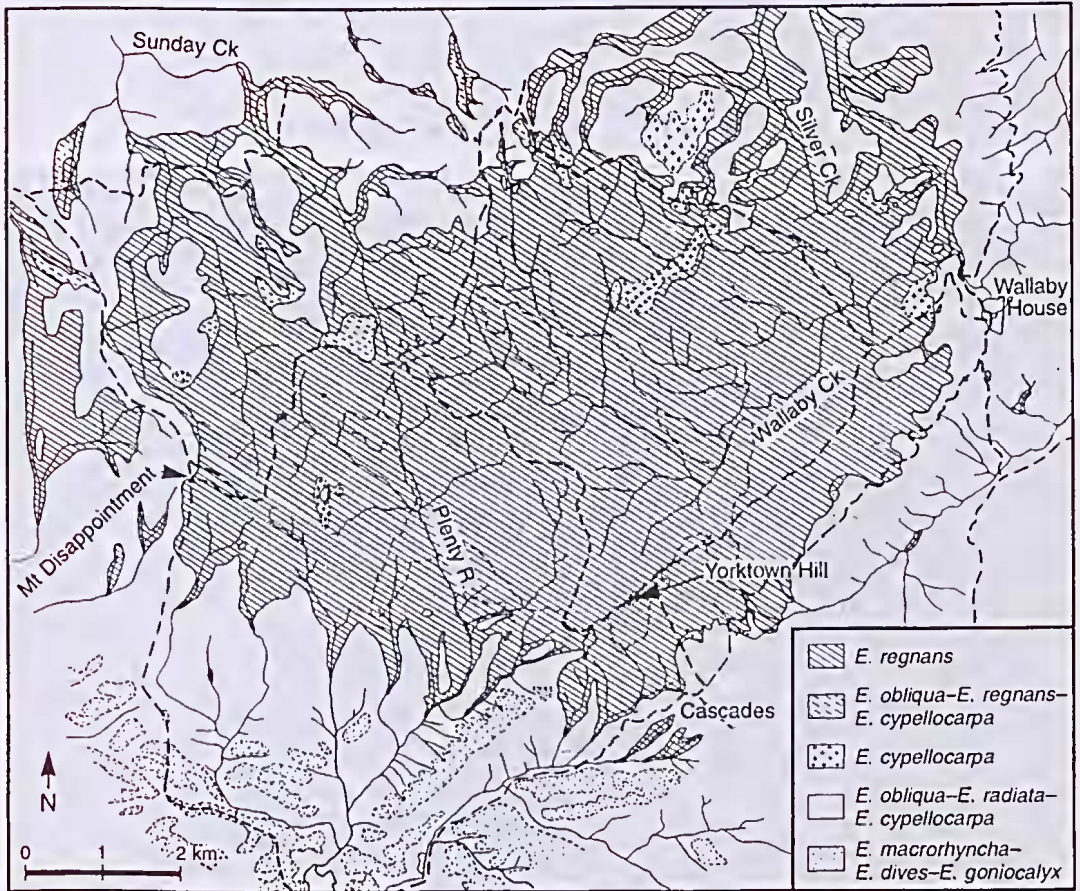 Sunday Ck
Silver Ck
Wallaby
House
Wallaby Ck
Mt Disappointment
Plenty R.
Yorktown Hill
Cascades
N
0 1 2 km
E. regnans
E. obliqua–E. regnans–
E. cypellocarpa
E. cypellocarpa
E. obliqua–E. radiata–
E. cypellocarpa
E. macrorhyncha–
E. dives–E. goniocalyx